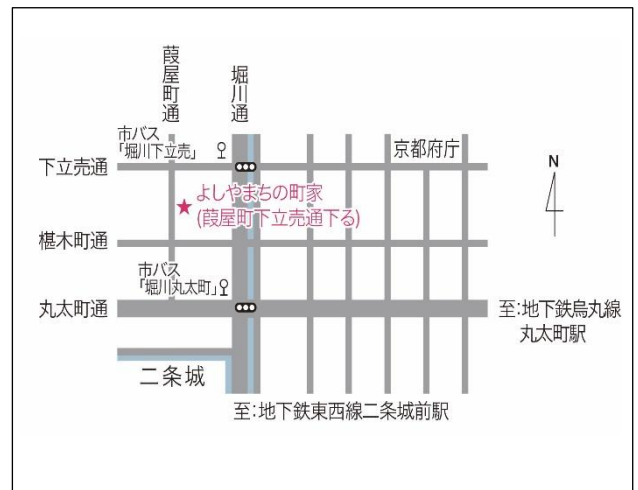 葭屋町通
堀川通
市バス
「堀川下立売」
京都府庁
下立売通
N
よしやまちの町家
(葭屋町下立売通下る)
椹木町通
市バス
「堀川丸太町」
丸太町通
至:地下鉄烏丸線
丸太町駅
二条城
至:地下鉄東西線二条城前駅